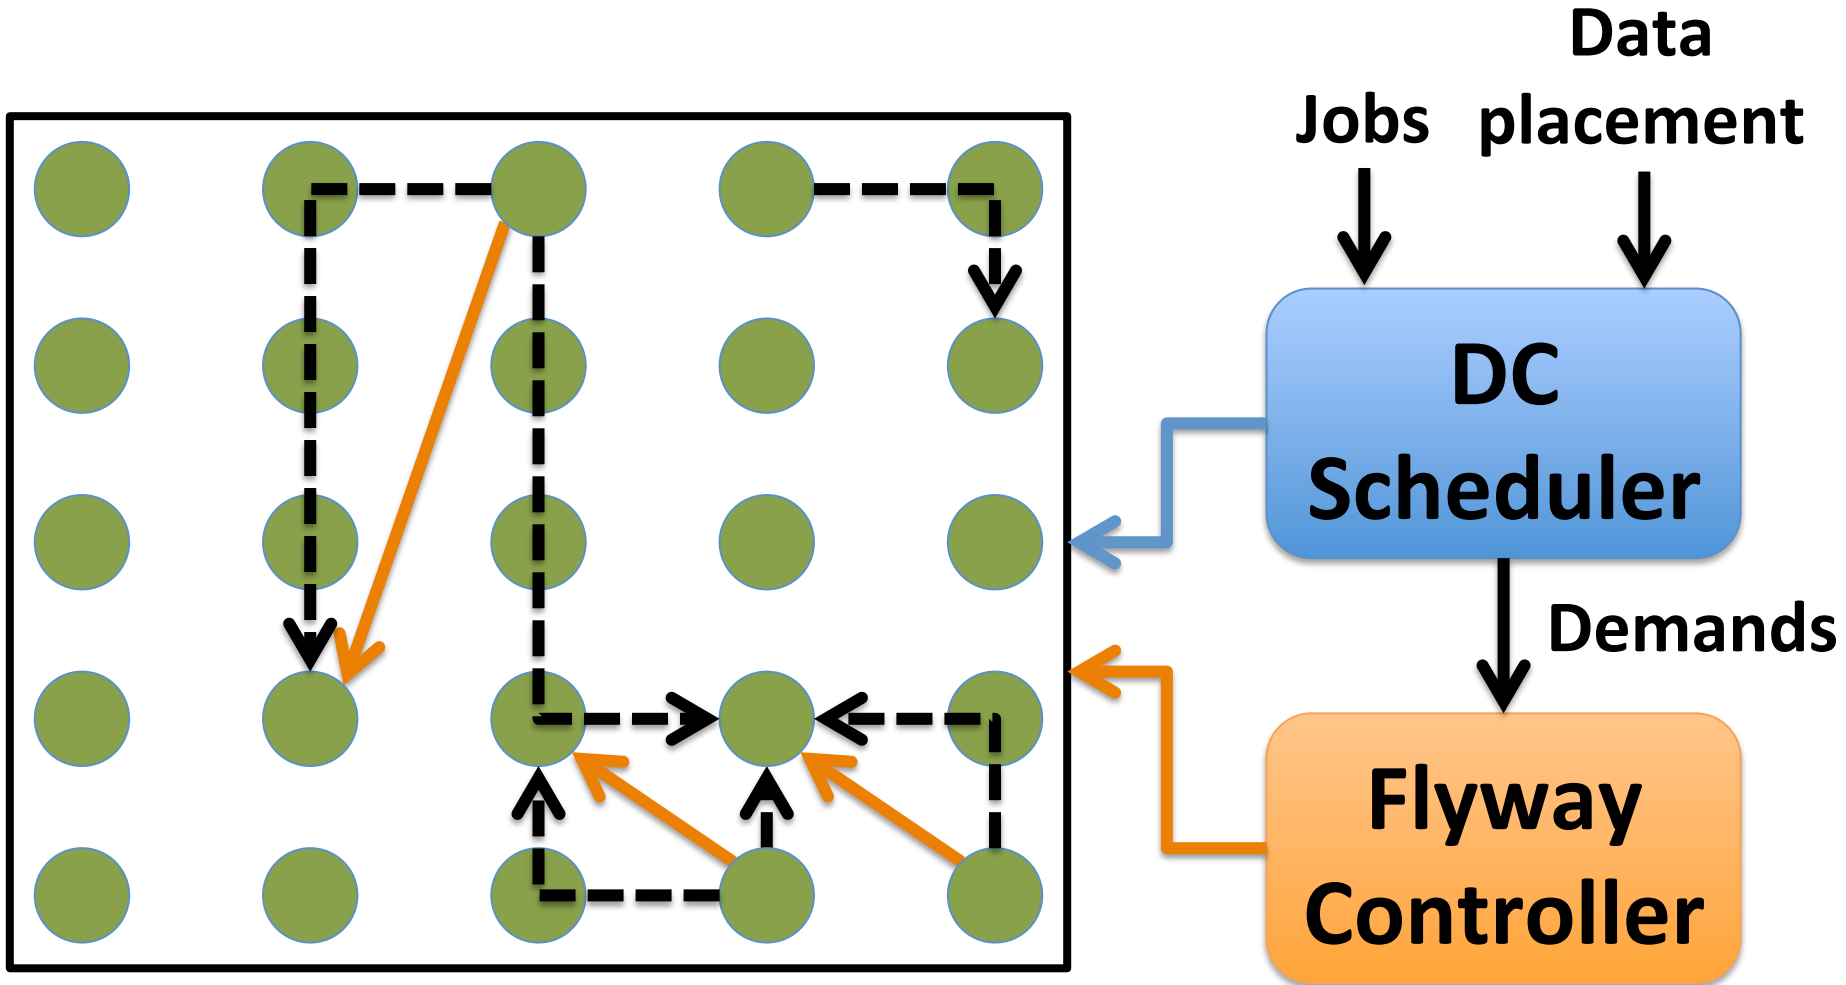 Data
Jobs placement
DC
Scheduler
Demands
Flyway
Controller